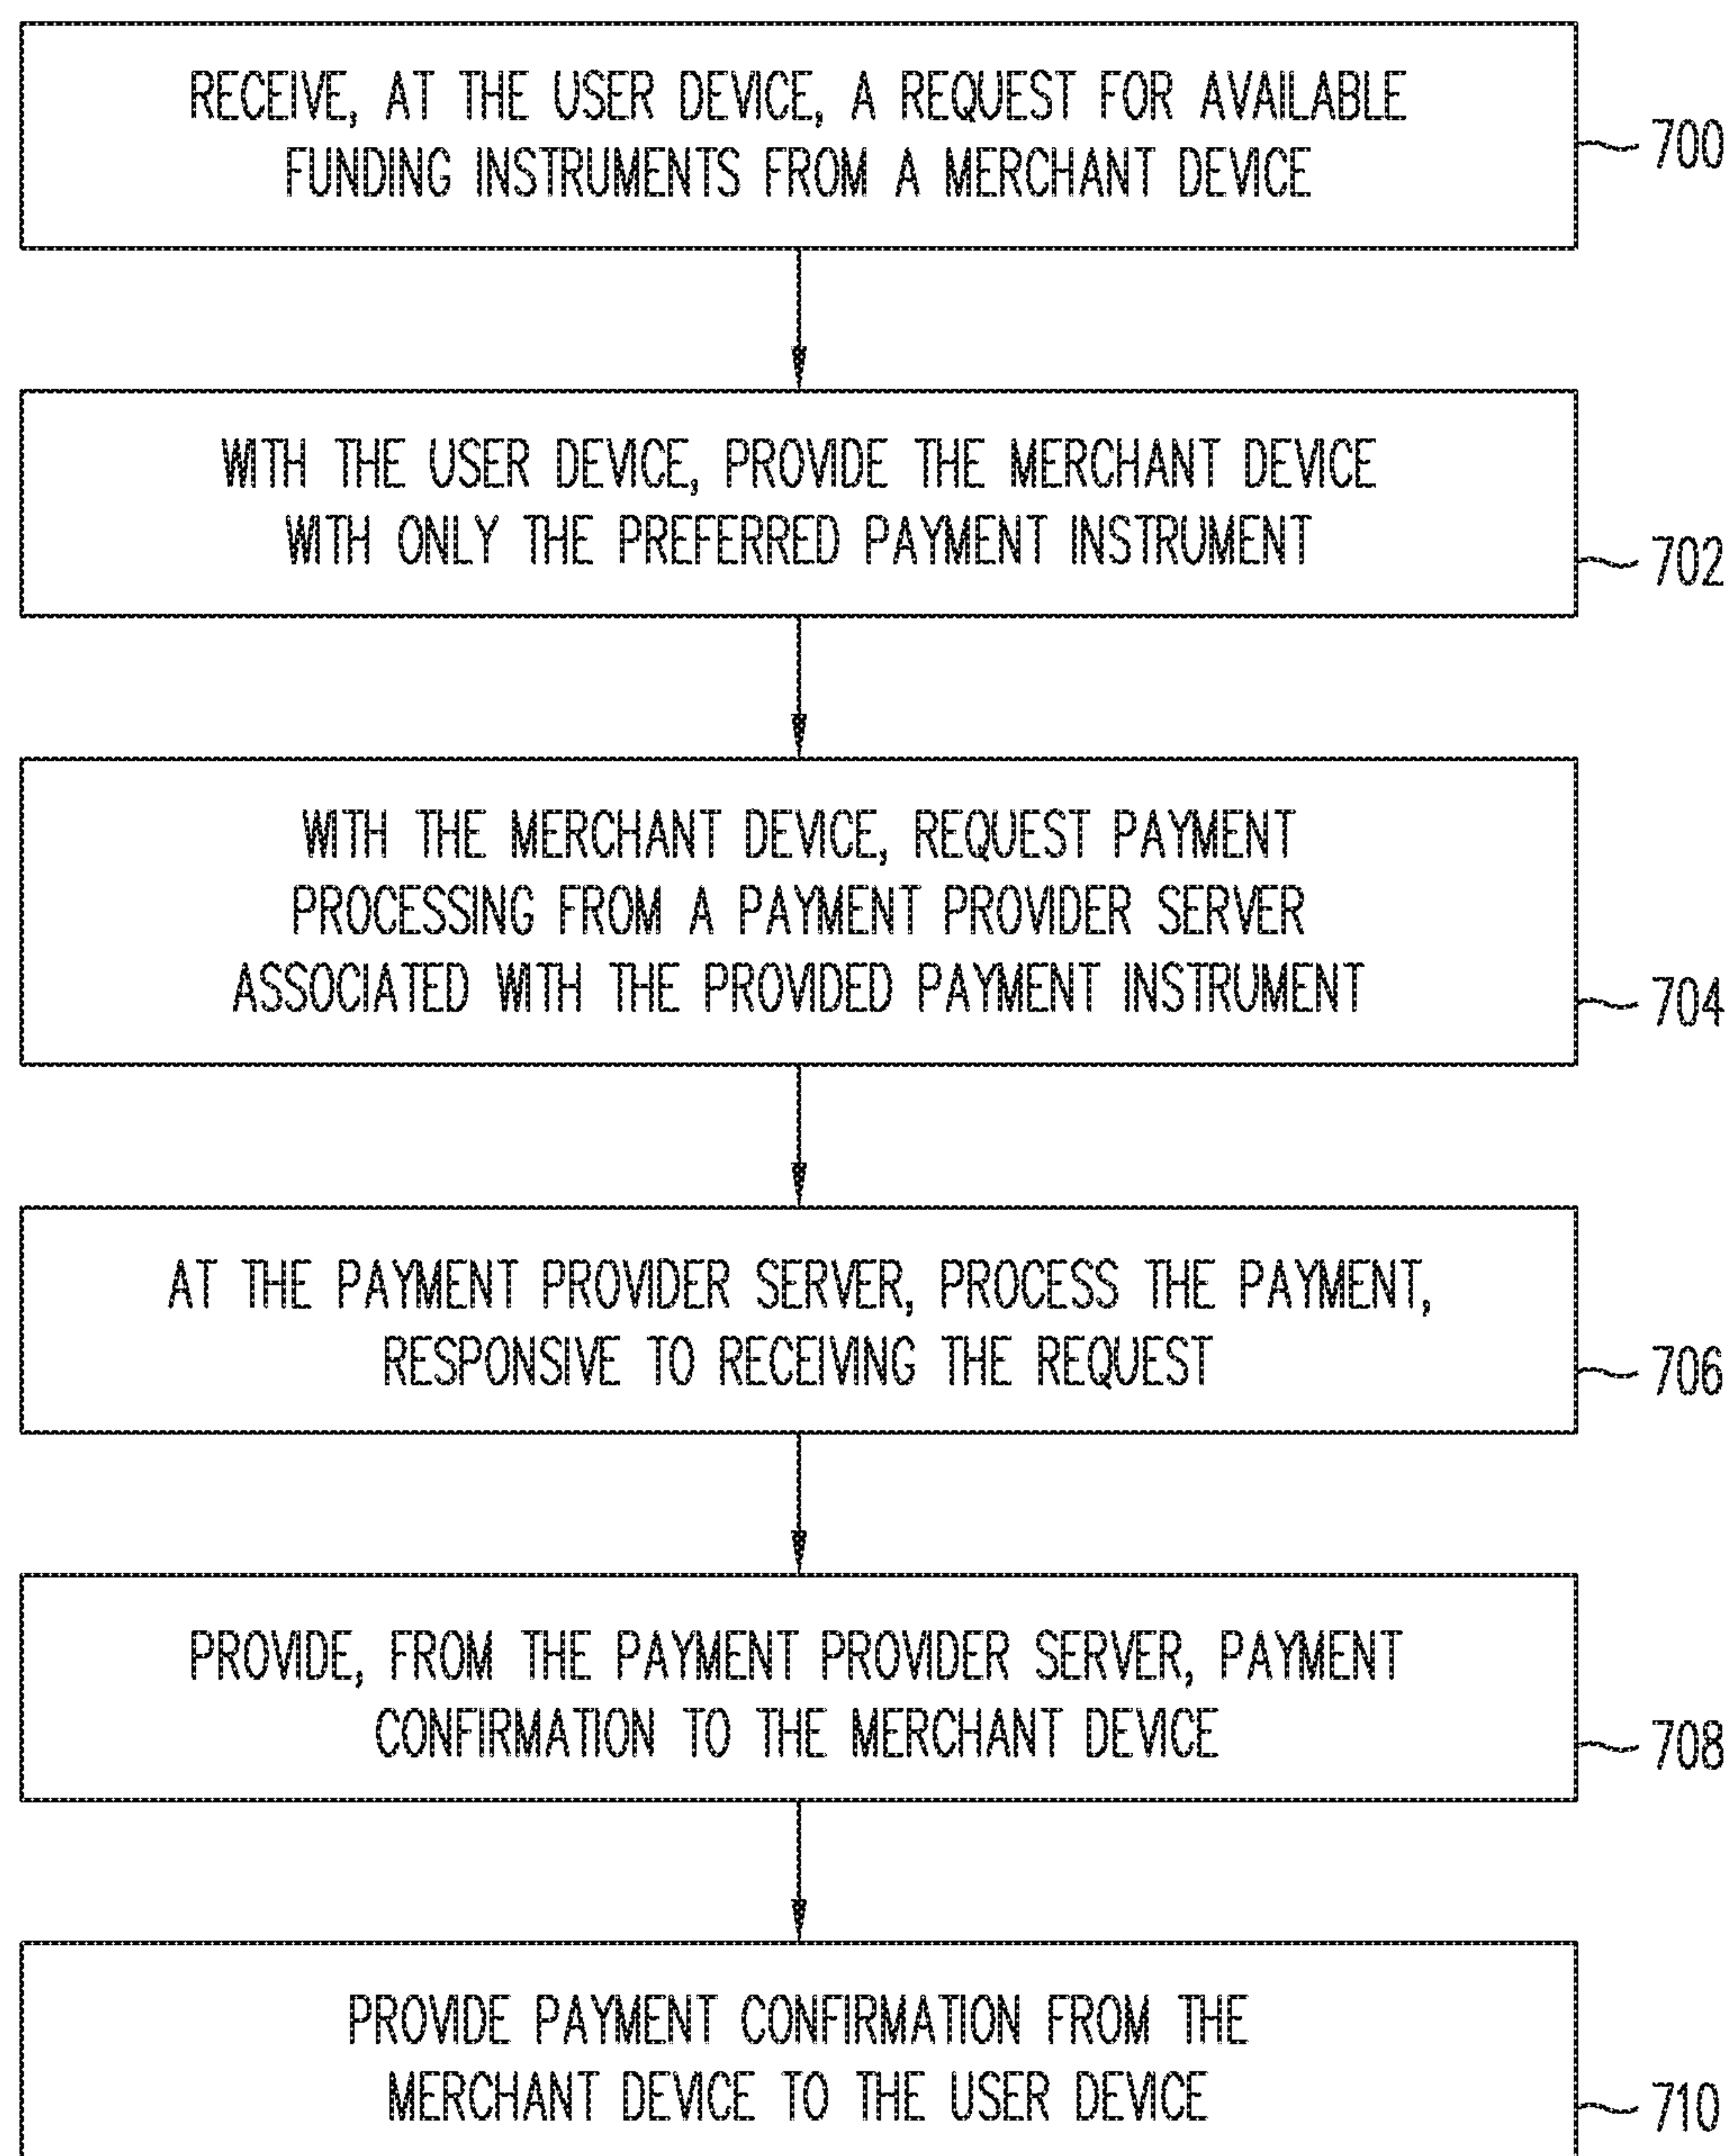 RECEIVE, AT THE USER DEVICE, A REQUEST FOR AVAILABLE
FUNDING INSTRUMENTS FROM A MERCHANT DEVICE
700
WITH THE USER DEVICE, PROVIDE THE MERCHANT DEVICE
WITH ONLY THE PREFERRED PAYMENT INSTRUMENT
702
WITH THE MERCHANT DEVICE, REQUEST PAYMENT
PROCESSING FROM A PAYMENT PROVIDER SERVER
ASSOCIATED WITH THE PROVIDED PAYMENT INSTRUMENT
704
AT THE PAYMENT PROVIDER SERVER, PROCESS THE PAYMENT,
RESPONSIVE TO RECEIVING THE REQUEST
706
PROVIDE, FROM THE PAYMENT PROVIDER SERVER, PAYMENT
CONFIRMATION TO THE MERCHANT DEVICE
708
PROVIDE PAYMENT CONFIRMATION FROM THE
MERCHANT DEVICE TO THE USER DEVICE
710